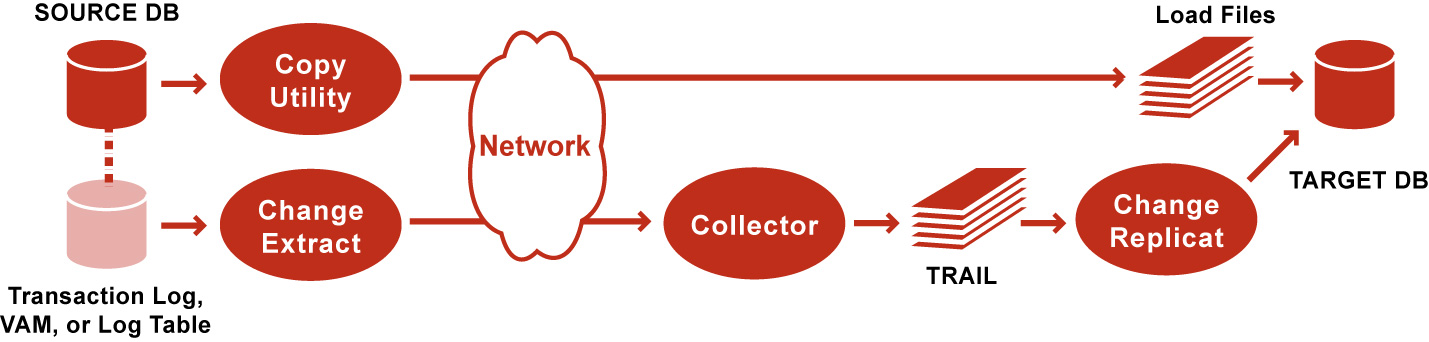 SOURCE DB
Load Files
Copy
Utility
Network
TARGET DB
Change
Extract
Collector
Change
Replicat
TRAIL
Transaction Log,
VAM, or Log Table